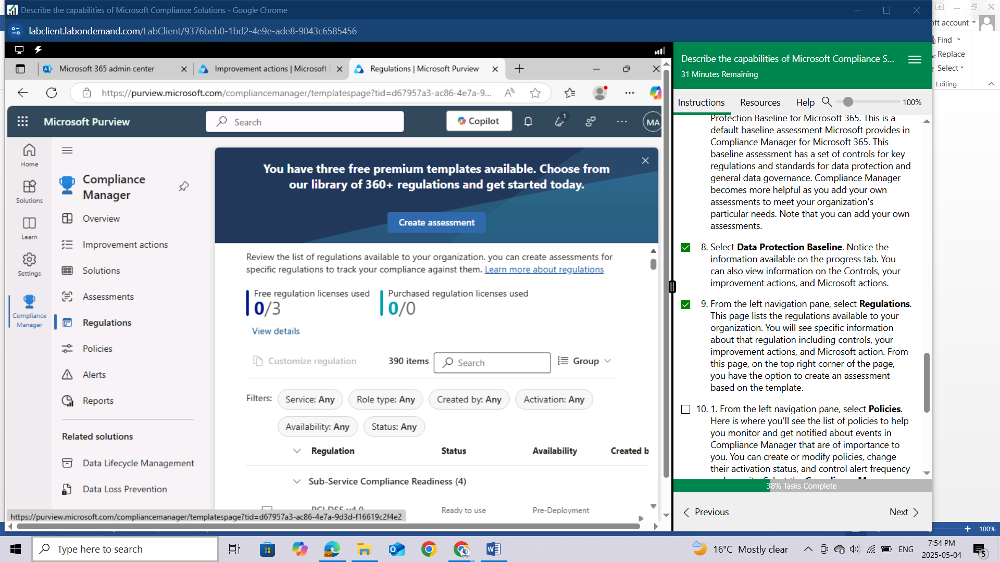 Describe the capabilities of Microsoft Compliance Solutions - Google Chrome
labclient.labondemand.com/LabClient/9376beb0-1bd2-4e9e-ade8-9043c6585456
oft account
Find
Replace
Select
Editing
Microsoft 365 admin center
Improvement actions | Microsoft
Regulations | Microsoft Purview
https://purview.microsoft.com/compliancemanager/templatespage?tid=d67957a3-ac86-4e7a-9...
Microsoft Purview
Search
Copilot
1
MA
Home
Solutions
Learn
Settings
Compliance
Manager
Compliance
Manager
Overview
Improvement actions
Solutions
Assessments
Regulations
Policies
Alerts
Reports
Related solutions
Data Lifecycle Management
Data Loss Prevention
You have three free premium templates available. Choose from
our library of 360+ regulations and get started today.
Create assessment
Review the list of regulations available to your organization. you can create assessments for
specific regulations to track your compliance against them. Learn more about regulations
Free regulation licenses used
0/3
Purchased regulation licenses used
0/0
View details
Customize regulation
390 items
Search
Group
Filters:
Service: Any
Role type: Any
Created by: Any
Activation: Any
Availability: Any
Status: Any
Regulation
Status
Availability
Created b
Sub-Service Compliance Readiness (4)
PCI DSS v4.0
Ready to use
Pre-Deployment
https://purview.microsoft.com/compliancemanager/templatespage?tid=d67957a3-ac86-4e7a-9d3d-f16619c2f4e2
Describe the capabilities of Microsoft Compliance S...
31 Minutes Remaining
Instructions
Resources
Help
100%
Protection Baseline for Microsoft 365. This is a
default baseline assessment Microsoft provides in
Compliance Manager for Microsoft 365. This
baseline assessment has a set of controls for key
regulations and standards for data protection and
general data governance. Compliance Manager
becomes more helpful as you add your own
assessments to meet your organization's
particular needs. Note that you can add your own
assessments.
8. Select Data Protection Baseline. Notice the
information available on the progress tab. You
can also view information on the Controls, your
improvement actions, and Microsoft actions.
9. From the left navigation pane, select Regulations.
This page lists the regulations available to your
organization. You will see specific information
about that regulation including controls, your
improvement actions, and Microsoft action. From
this page, on the top right corner of the page,
you have the option to create an assessment
based on the template.
10. 1. From the left navigation pane, select Policies.
Here is where you'll see the list of policies to help
you monitor and get notified about events in
Compliance Manager that are of importance to
you. You can create or modify policies, change
their activation status, and control alert frequency
38% Tasks Complete
Previous
Next
100%
Type here to search
16°C Mostly clear
ENG
7:54 PM
2025-05-04
5